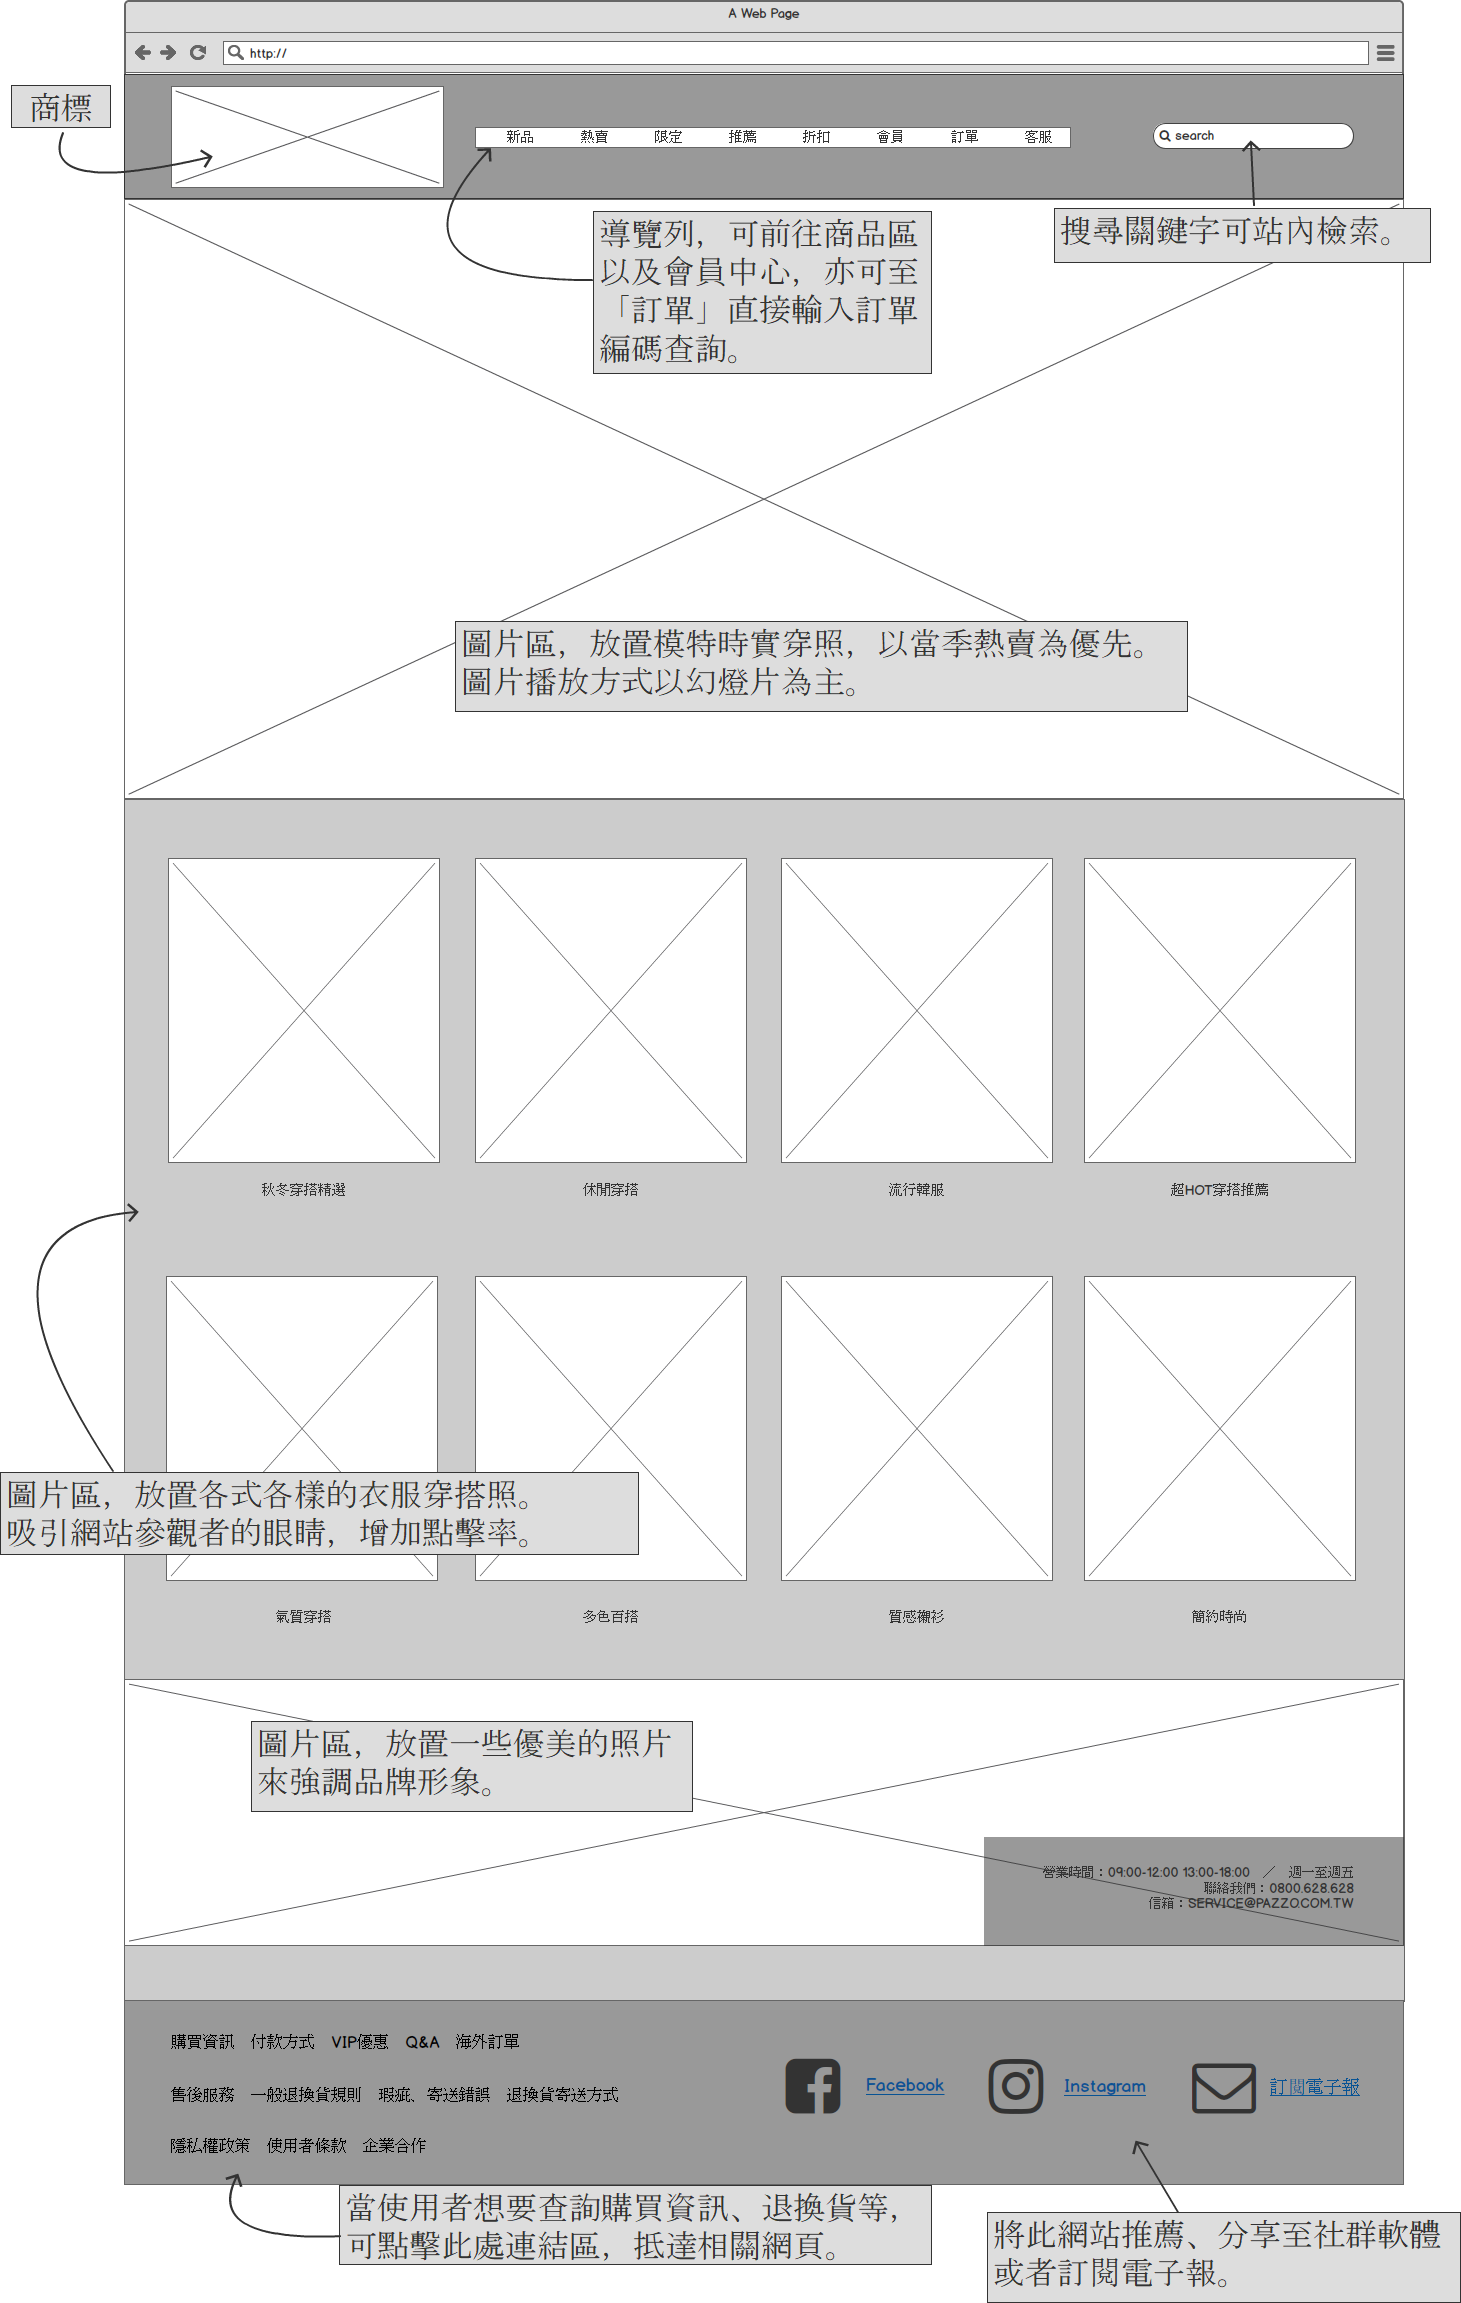 A Web Page
http://
商標
新品 熱賣 限定 推薦 折扣 會員 訂單 客服
search
導覽列，可前往商品區
以及會員中心，亦可至
「訂單」直接輸入訂單
編碼查詢。
搜尋關鍵字可站內檢索。
圖片區，放置模特時實穿照，以當季熱賣為優先。
圖片播放方式以幻燈片為主。
秋冬穿搭精選
休閒穿搭
流行韓服
超HOT穿搭推薦
圖片區，放置各式各樣的衣服穿搭照。
吸引網站參觀者的眼睛，增加點擊率。
氣質穿搭
多色百搭
質感襯衫
簡約時尚
圖片區，放置一些優美的照片
來強調品牌形象。
營業時間：09:00-12:00 13:00-18:00 ／ 週一至週五
聯絡我們：0800.628.628
信箱：SERVICE@PAZZO.COM.TW
購買資訊 付款方式 VIP優惠 Q&A 海外訂單
售後服務 一般退換貨規則 瑕疵、寄送錯誤 退換貨寄送方式
隱私權政策 使用者條款 企業合作
Facebook
Instagram
訂閱電子報
當使用者想要查詢購買資訊、退換貨等，
可點擊此處連結區，抵達相關網頁。
將此網站推薦、分享至社群軟體
或者訂閱電子報。